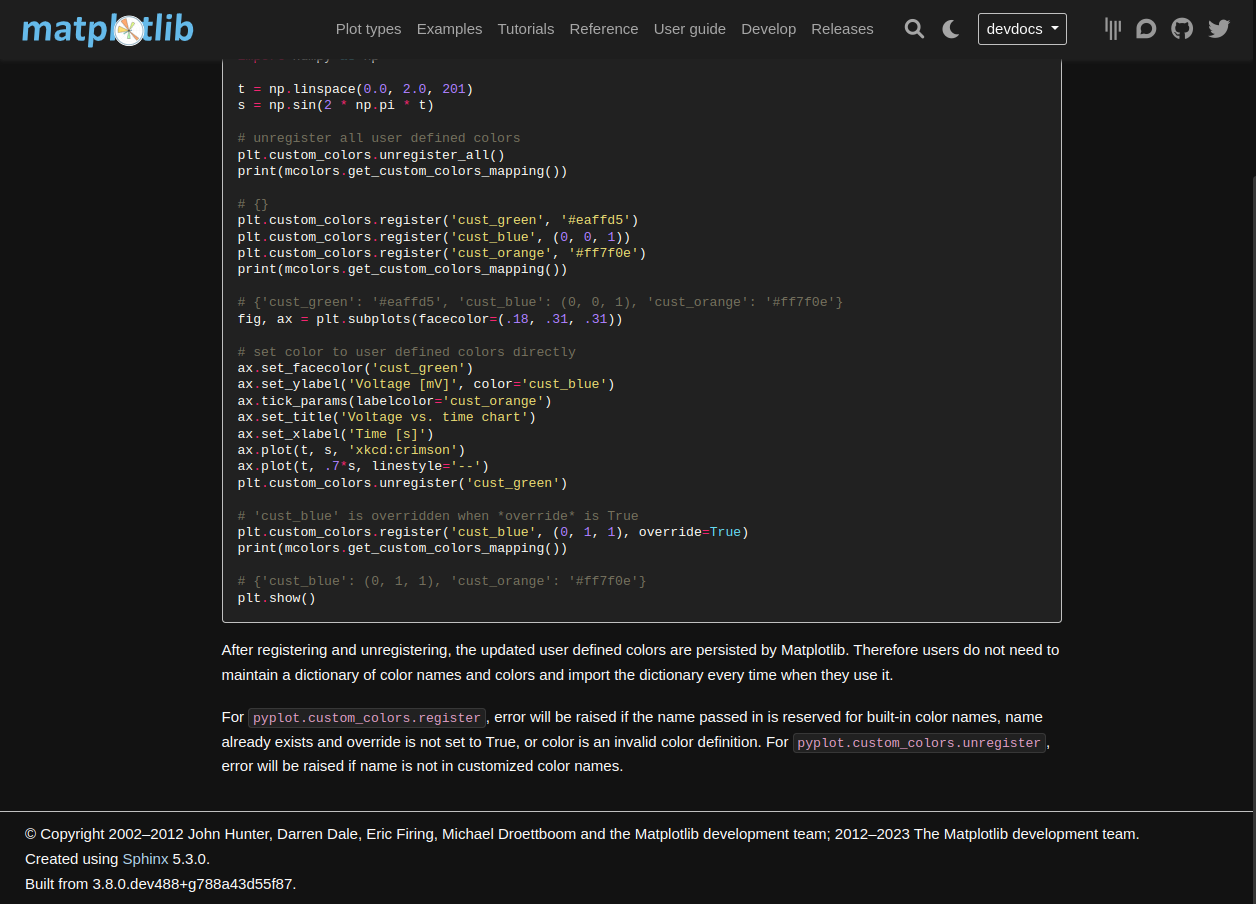 matplotlib
Plot types Examples Tutorials Reference User guide Develop Releases devdocs
t = np.linspace(0.0, 2.0, 201)
s = np.sin(2 * np.pi * t)
# unregister all user defined colors
plt.custom_colors.unregister_all()
print(mcolors.get_custom_colors_mapping())
# {}
plt.custom_colors.register('cust_green', '#eaffd5')
plt.custom_colors.register('cust_blue', (0, 0, 1))
plt.custom_colors.register('cust_orange', '#ff7f0e')
print(mcolors.get_custom_colors_mapping())
# {'cust_green': '#eaffd5', 'cust_blue': (0, 0, 1), 'cust_orange': '#ff7f0e'}
fig, ax = plt.subplots(facecolor=(.18, .31, .31))
# set color to user defined colors directly
ax.set_facecolor('cust_green')
ax.set_ylabel('Voltage [mV]', color='cust_blue')
ax.tick_params(labelcolor='cust_orange')
ax.set_title('Voltage vs. time chart')
ax.set_xlabel('Time [s]')
ax.plot(t, s, 'xkcd:crimson')
ax.plot(t, .7*s, linestyle='--')
plt.custom_colors.unregister('cust_green')
# 'cust_blue' is overridden when *override* is True
plt.custom_colors.register('cust_blue', (0, 1, 1), override=True)
print(mcolors.get_custom_colors_mapping())
# {'cust_blue': (0, 1, 1), 'cust_orange': '#ff7f0e'}
plt.show()
After registering and unregistering, the updated user defined colors are persisted by Matplotlib. Therefore users do not need to
maintain a dictionary of color names and colors and import the dictionary every time when they use it.
For pyplot.custom_colors.register, error will be raised if the name passed in is reserved for built-in color names, name
already exists and override is not set to True, or color is an invalid color definition. For pyplot.custom_colors.unregister,
error will be raised if name is not in customized color names.
© Copyright 2002–2012 John Hunter, Darren Dale, Eric Firing, Michael Droettboom and the Matplotlib development team; 2012–2023 The Matplotlib development team.
Created using Sphinx 5.3.0.
Built from 3.8.0.dev488+g788a43d55f87.